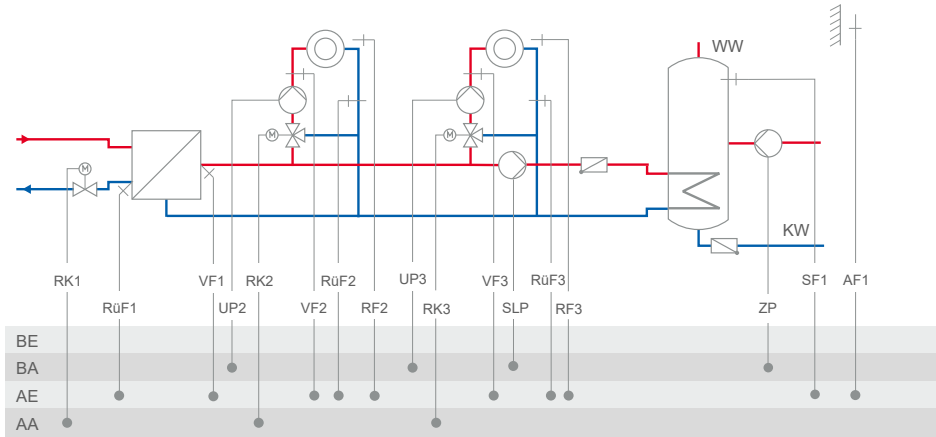 WW
M
M
M
KW
RK1
VF1
RK2
RüF2
UP3
VF3
RüF3
SF1
AF1
RüF1
UP2
VF2
RF2
RK3
SLP
RF3
ZP
BE
BA
AE
AA